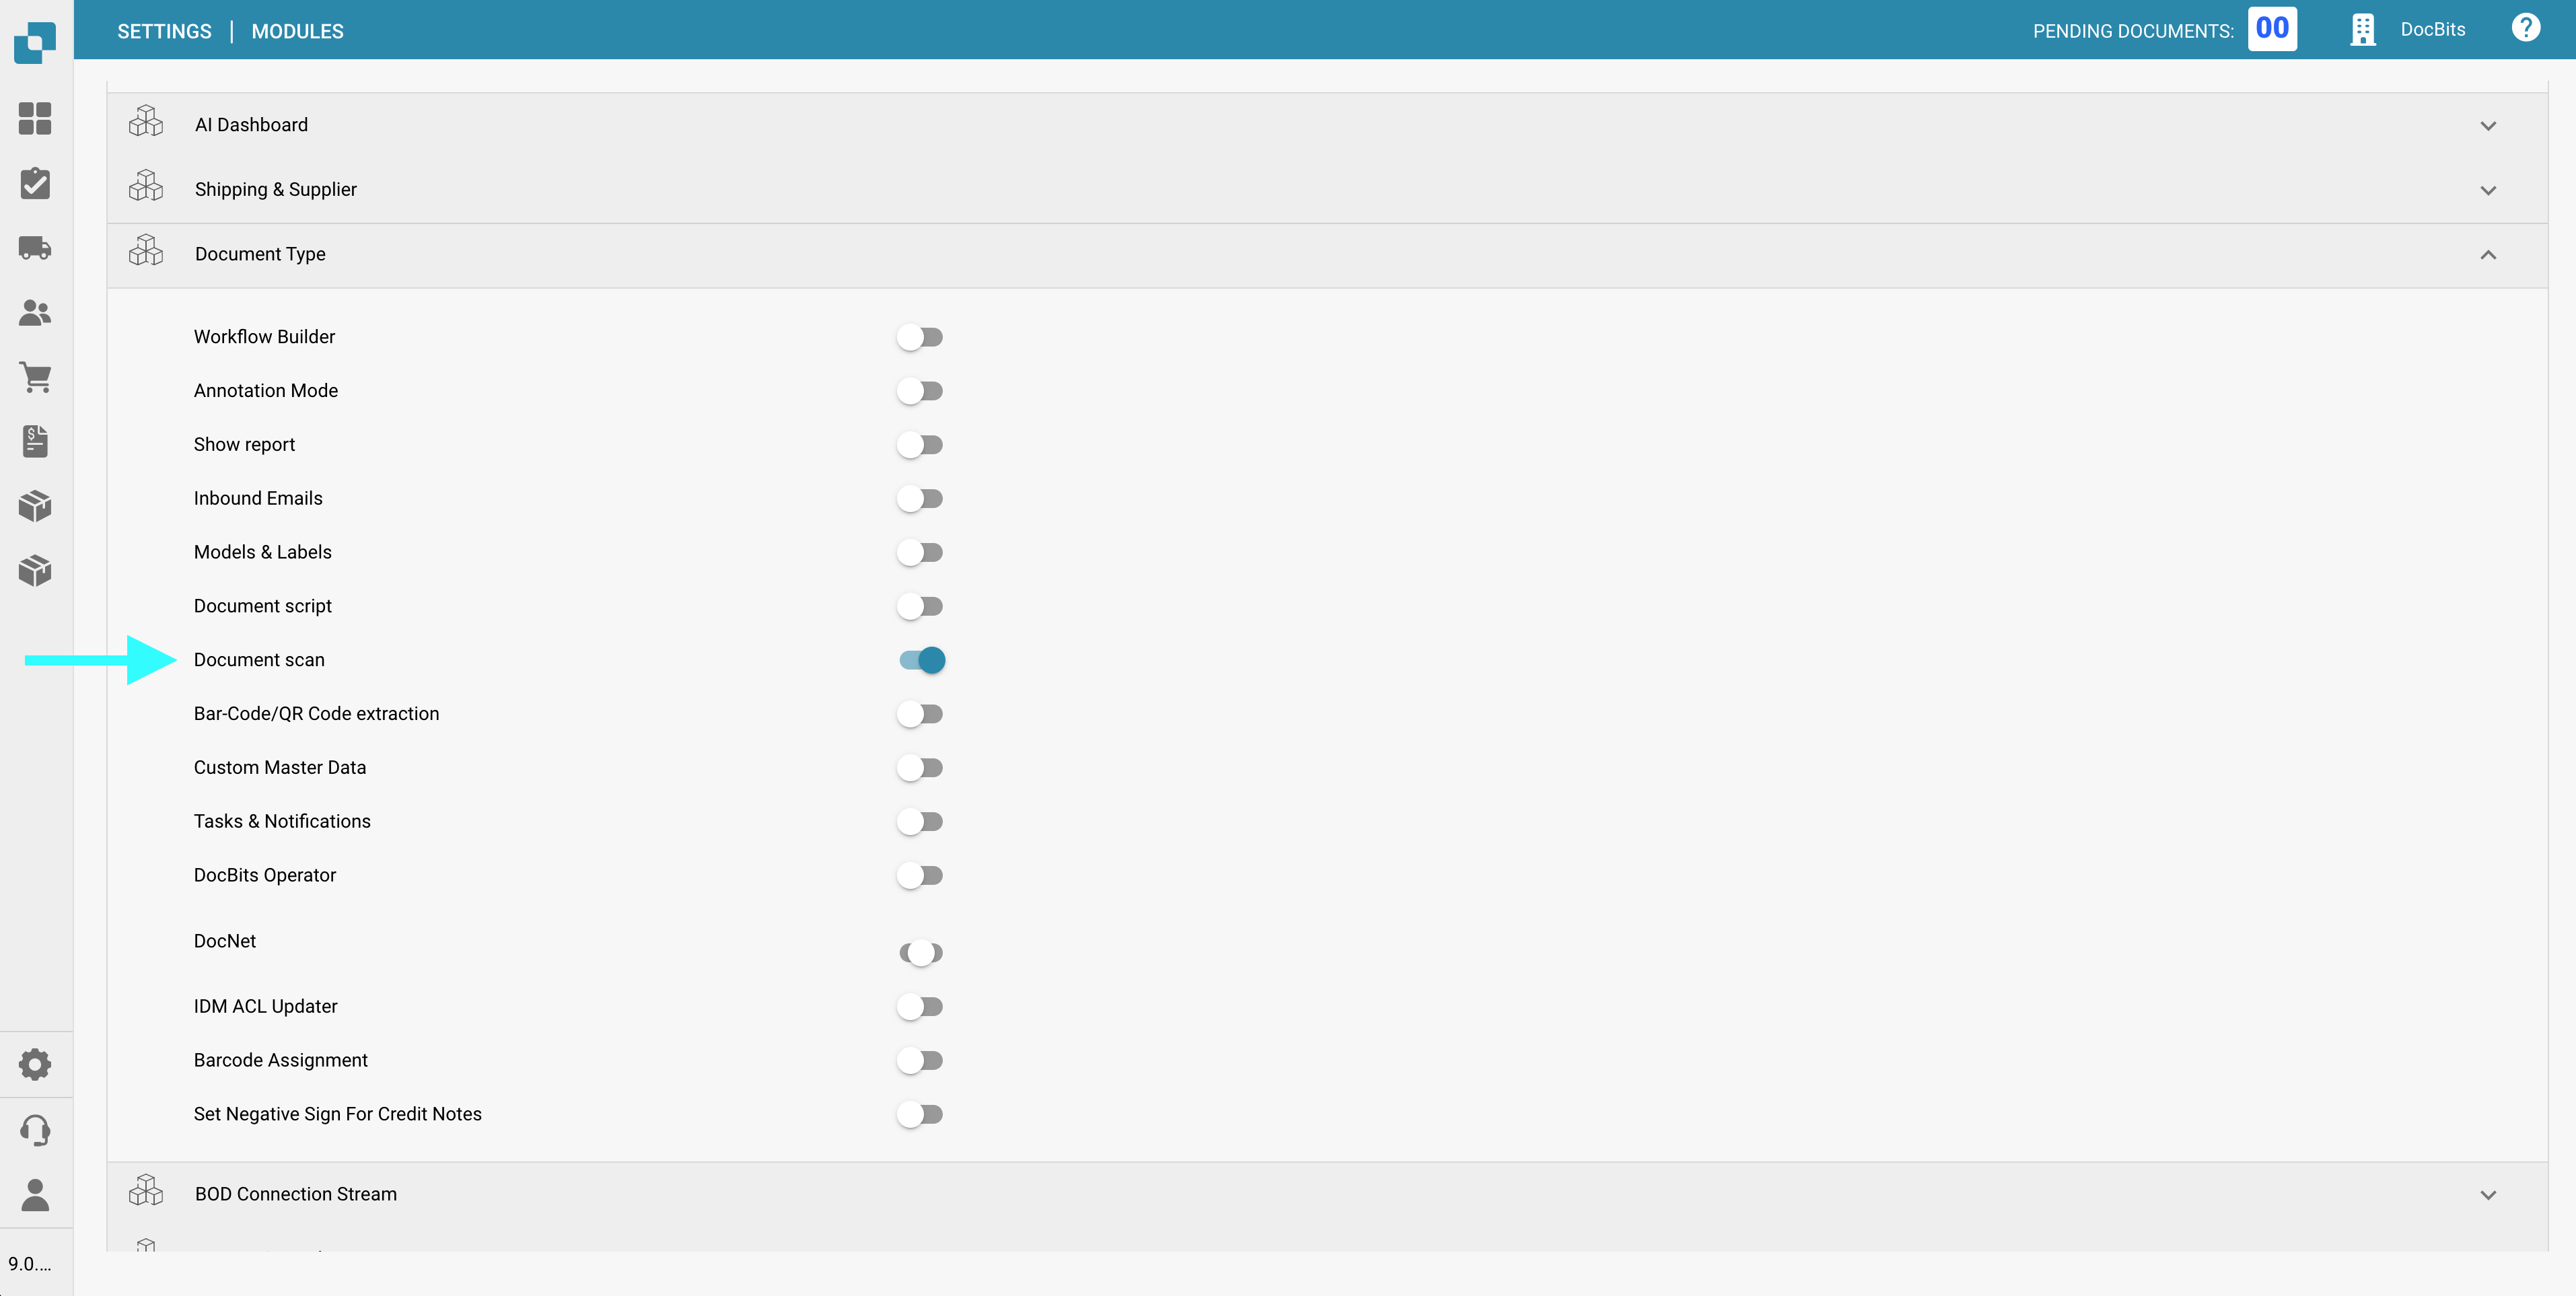 SETTINGS | MODULES
PENDING DOCUMENTS: 00 DocBits ?
AI Dashboard
Shipping & Supplier
Document Type
Workflow Builder
Annotation Mode
Show report
Inbound Emails
Models & Labels
Document script
Document scan
Bar-Code/QR Code extraction
Custom Master Data
Tasks & Notifications
DocBits Operator
DocNet
IDM ACL Updater
Barcode Assignment
Set Negative Sign For Credit Notes
BOD Connection Stream
9.0....